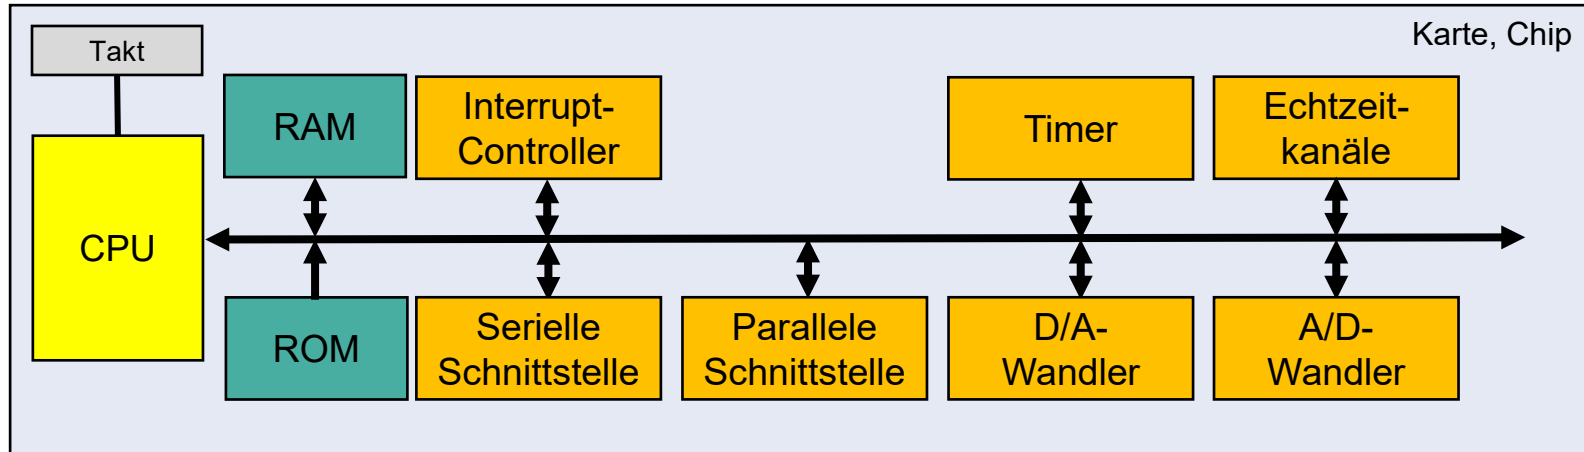 Takt
Karte, Chip
RAM
Interrupt-
Controller
Timer
Echtzeit-
kanäle
CPU
ROM
Serielle
Schnittstelle
Parallele
Schnittstelle
D/A-
Wandler
A/D-
Wandler